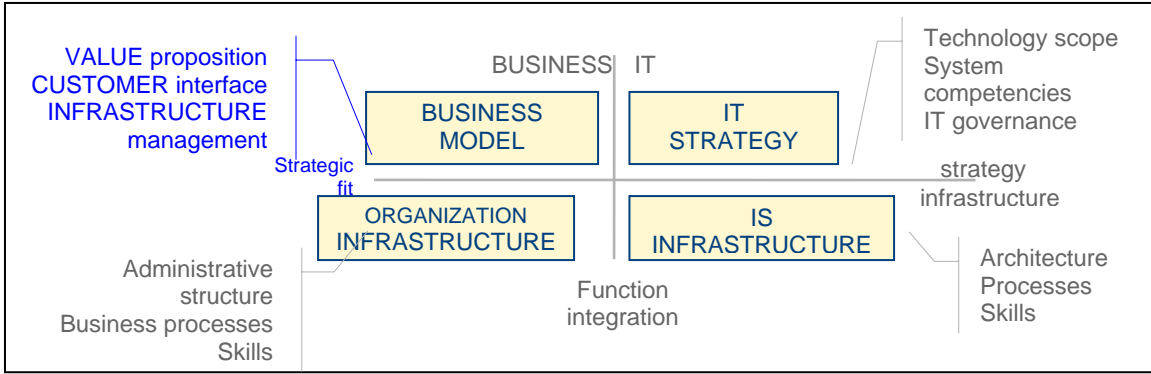 VALUE proposition
CUSTOMER interface
INFRASTRUCTURE
management
BUSINESS
IT
Technology scope
System
competencies
IT governance
BUSINESS
MODEL
IT
STRATEGY
Strategic
fit
strategy
infrastructure
ORGANIZATION
INFRASTRUCTURE
IS
INFRASTRUCTURE
Administrative
structure
Business processes
Skills
Function
integration
Architecture
Processes
Skills